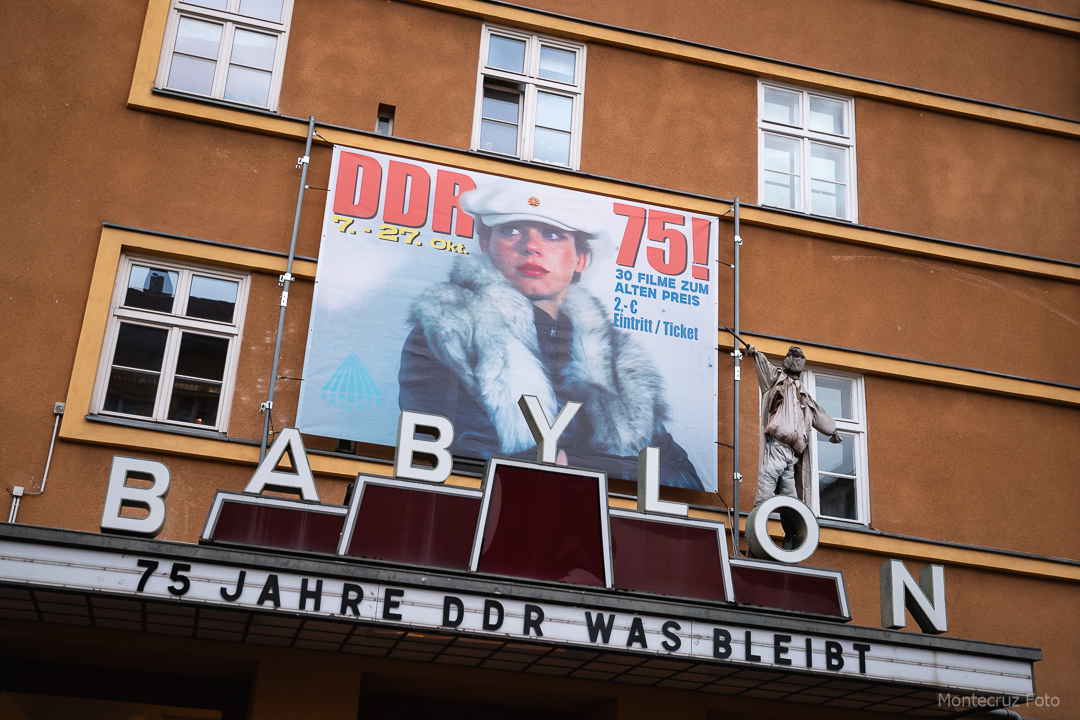 DDR
75!
7. - 27. Okt.
30 FILME ZUM
ALTEN PREIS
2,- €
Eintritt / Ticket
BABYLON
75 JAHRE DDR WAS BLEIBT
Montecruz Foto